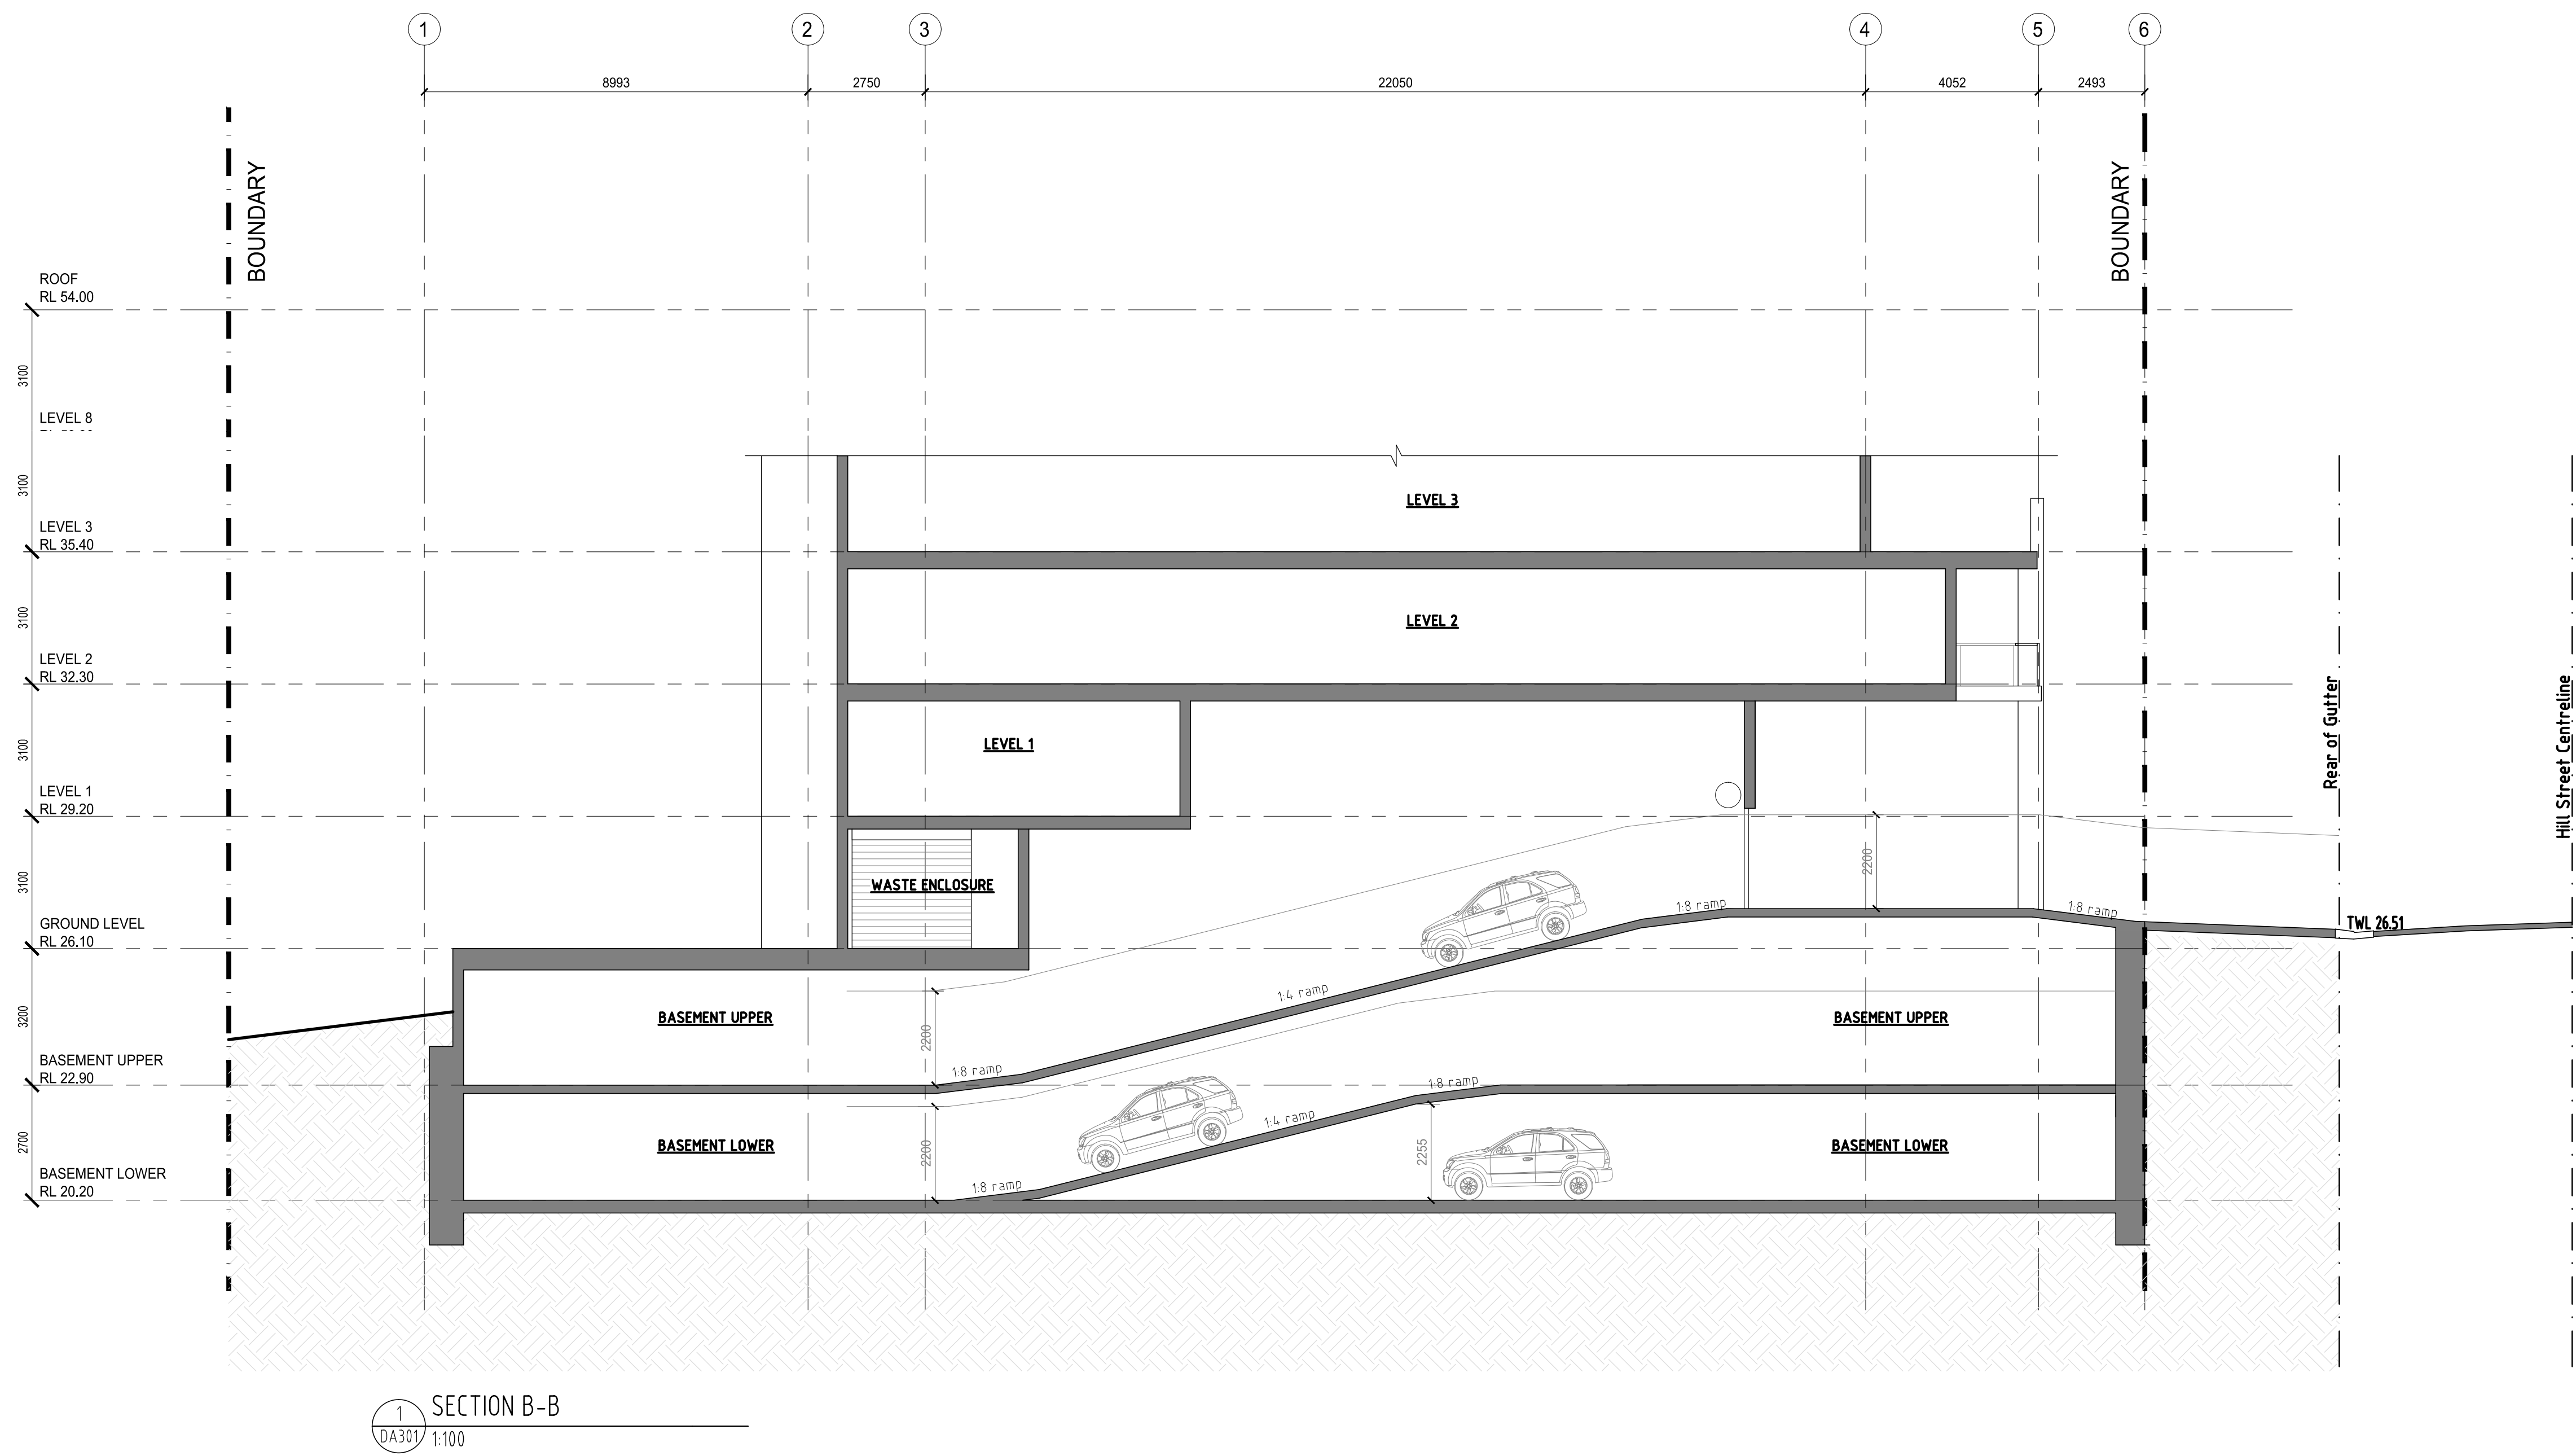 1 2 3 4 5 6
8993 2750 22050 4052 2493
BOUNDARY
BOUNDARY
ROOF
RL 54.00
3100
LEVEL 8
3100
LEVEL 3
LEVEL 3
RL 35.40
3100
LEVEL 2
LEVEL 2
RL 32.30
Rear of Gutter
Hill Street Centreline
3100
LEVEL 1
LEVEL 1
RL 29.20
3100
2200
WASTE ENCLOSURE
1:8 ramp
1:8 ramp
GROUND LEVEL
RL 26.10
TWL 26.51
1:4 ramp
3200
BASEMENT UPPER
BASEMENT UPPER
2200
BASEMENT UPPER
RL 22.90
1:8 ramp
1:8 ramp
1:4 ramp
2700
BASEMENT LOWER
2200
2255
BASEMENT LOWER
BASEMENT LOWER
RL 20.20
1:8 ramp
1
DA301
SECTION B-B
1:100